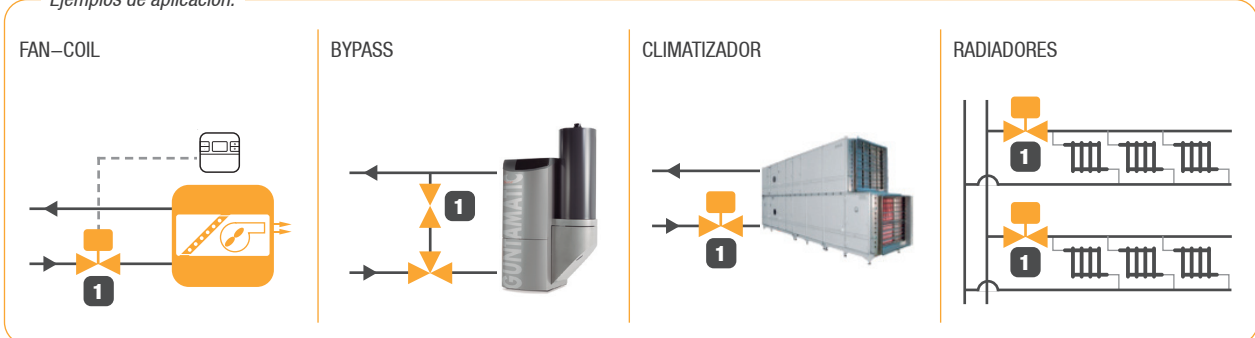 Ejemplos de aplicación:
FAN–COIL
BYPASS
CLIMATIZADOR
RADIADORES
1
GUNTAMATIC
1
1
1
1